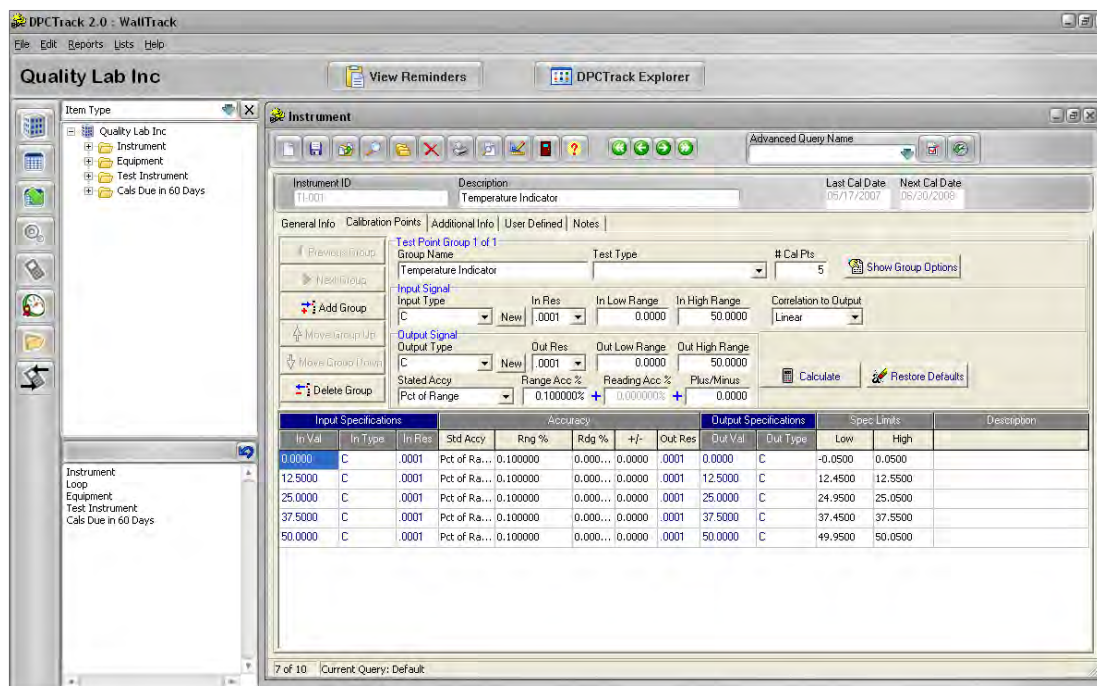 DPCTrack 2.0 : WallTrack
File Edit Reports Lists Help
Quality Lab Inc View Reminders DPCTrack Explorer
Item Type
Quality Lab Inc
Instrument
Equipment
Test Instrument
Cals Due in 60 Days
Instrument
Loop
Equipment
Test Instrument
Cals Due in 60 Days
Instrument
Advanced Query Name
Instrument ID Description Last Cal Date Next Cal Date
TI-001 Temperature Indicator 06/17/2007 06/20/2008
General Info Calibration Points Additional Info User Defined Notes
Previous Group
Next Group
Add Group
Move Group Up
Move Group Down
Delete Group
Test Point Group 1 of 1
Group Name Test Type # Cal Pts
Temperature Indicator 5 Show Group Options
Input Signal
Input Type In Res In Low Range In High Range Correlation to Output
C New .0001 0.0000 50.0000 Linear
Output Signal
Output Type Out Res Out Low Range Out High Range
C New .0001 0.0000 50.0000
Stated Accy Range Acc % Reading Acc % Plus/Minus
Pct of Range 0.100000% + 0.000000% + 0.0000
Calculate Restore Defaults
Input Specifications Accuracy Output Specifications Spec Limits Description
In Val In Type In Res Std Accy Rng % Rdg % +/- Out Res Out Val Out Type Low High
0.0000 C .0001 Pct of Ra... 0.100000 0.000... 0.0000 .0001 0.0000 C -0.0500 0.0500
12.5000 C .0001 Pct of Ra... 0.100000 0.000... 0.0000 .0001 12.5000 C 12.4500 12.5500
25.0000 C .0001 Pct of Ra... 0.100000 0.000... 0.0000 .0001 25.0000 C 24.9500 25.0500
37.5000 C .0001 Pct of Ra... 0.100000 0.000... 0.0000 .0001 37.5000 C 37.4500 37.5500
50.0000 C .0001 Pct of Ra... 0.100000 0.000... 0.0000 .0001 50.0000 C 49.9500 50.0500
7 of 10 Current Query: Default